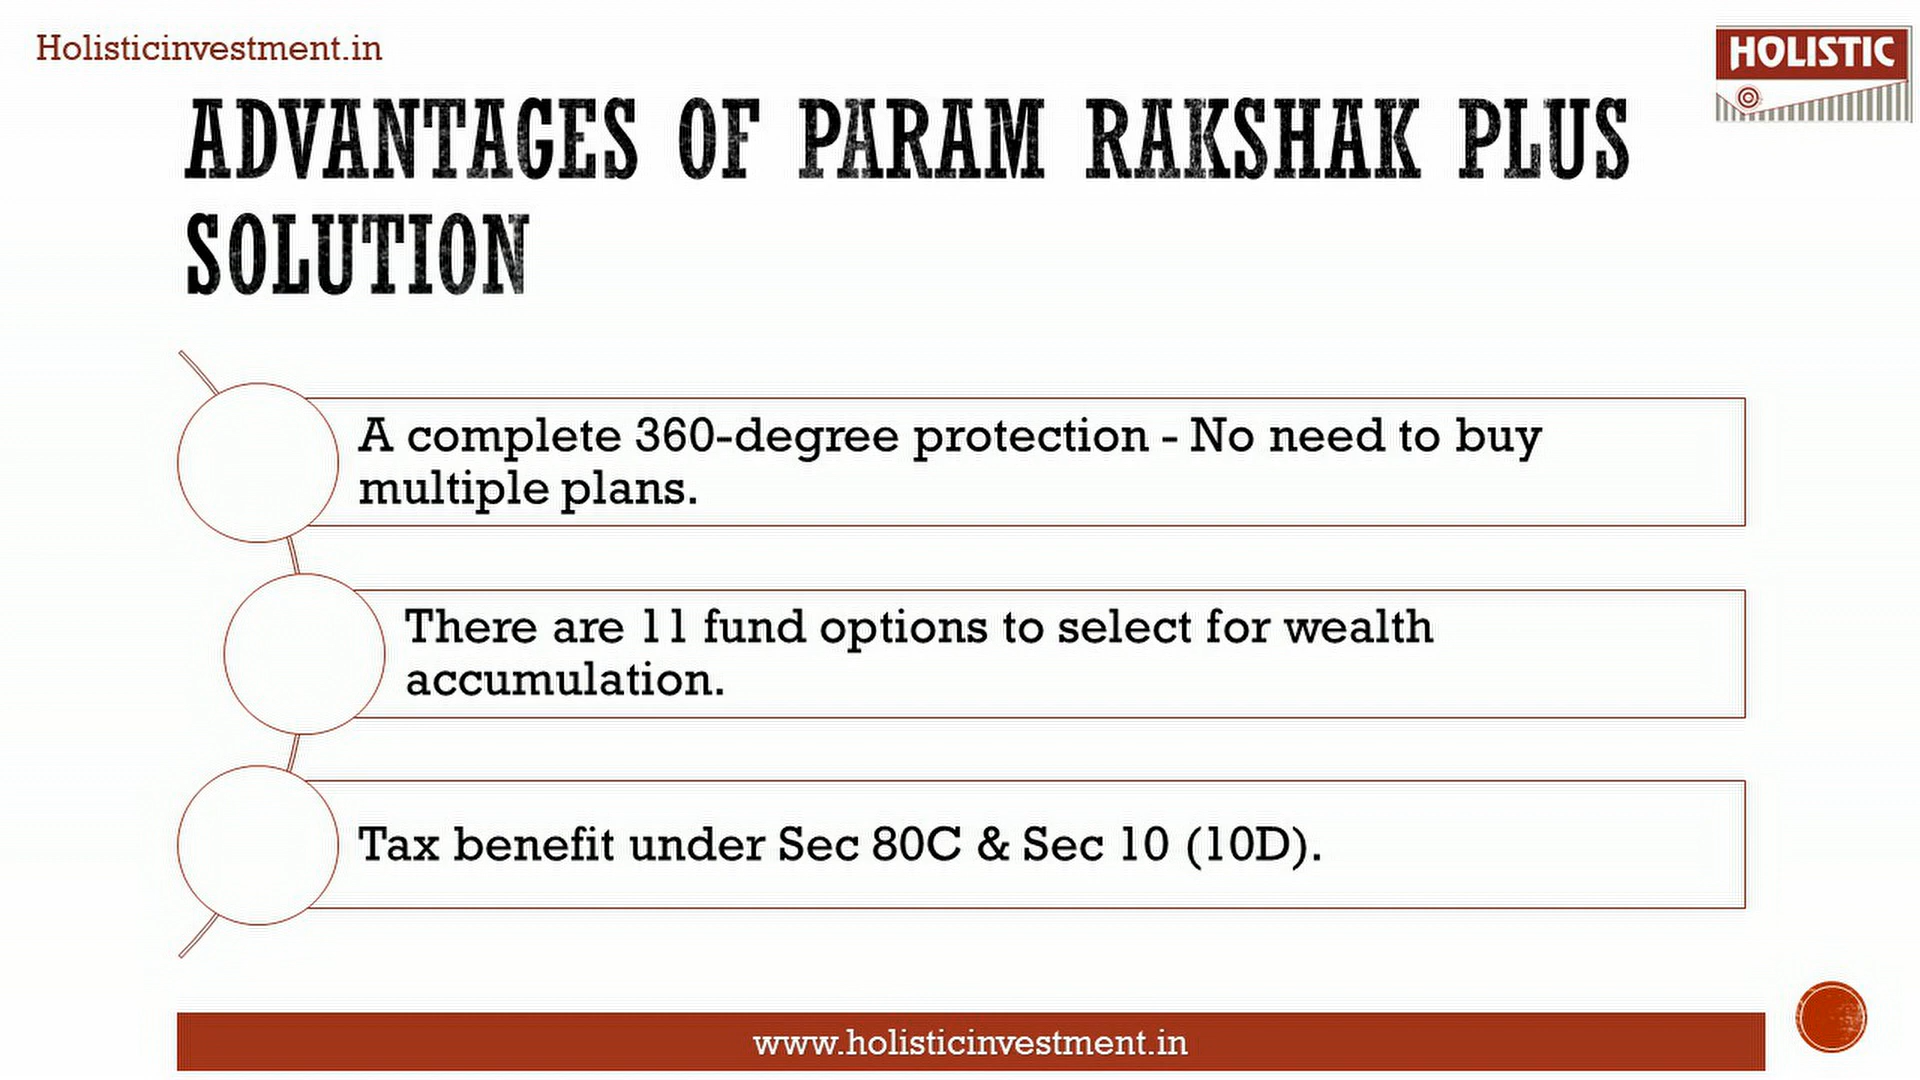 Holisticinvestment.in
HOLISTIC
ADVANTAGES OF PARAM RAKSHAK PLUS
SOLUTION
A complete 360-degree protection - No need to buy
multiple plans.
There are 11 fund options to select for wealth
accumulation.
Tax benefit under Sec 80C & Sec 10 (10D).
www.holisticinvestment.in